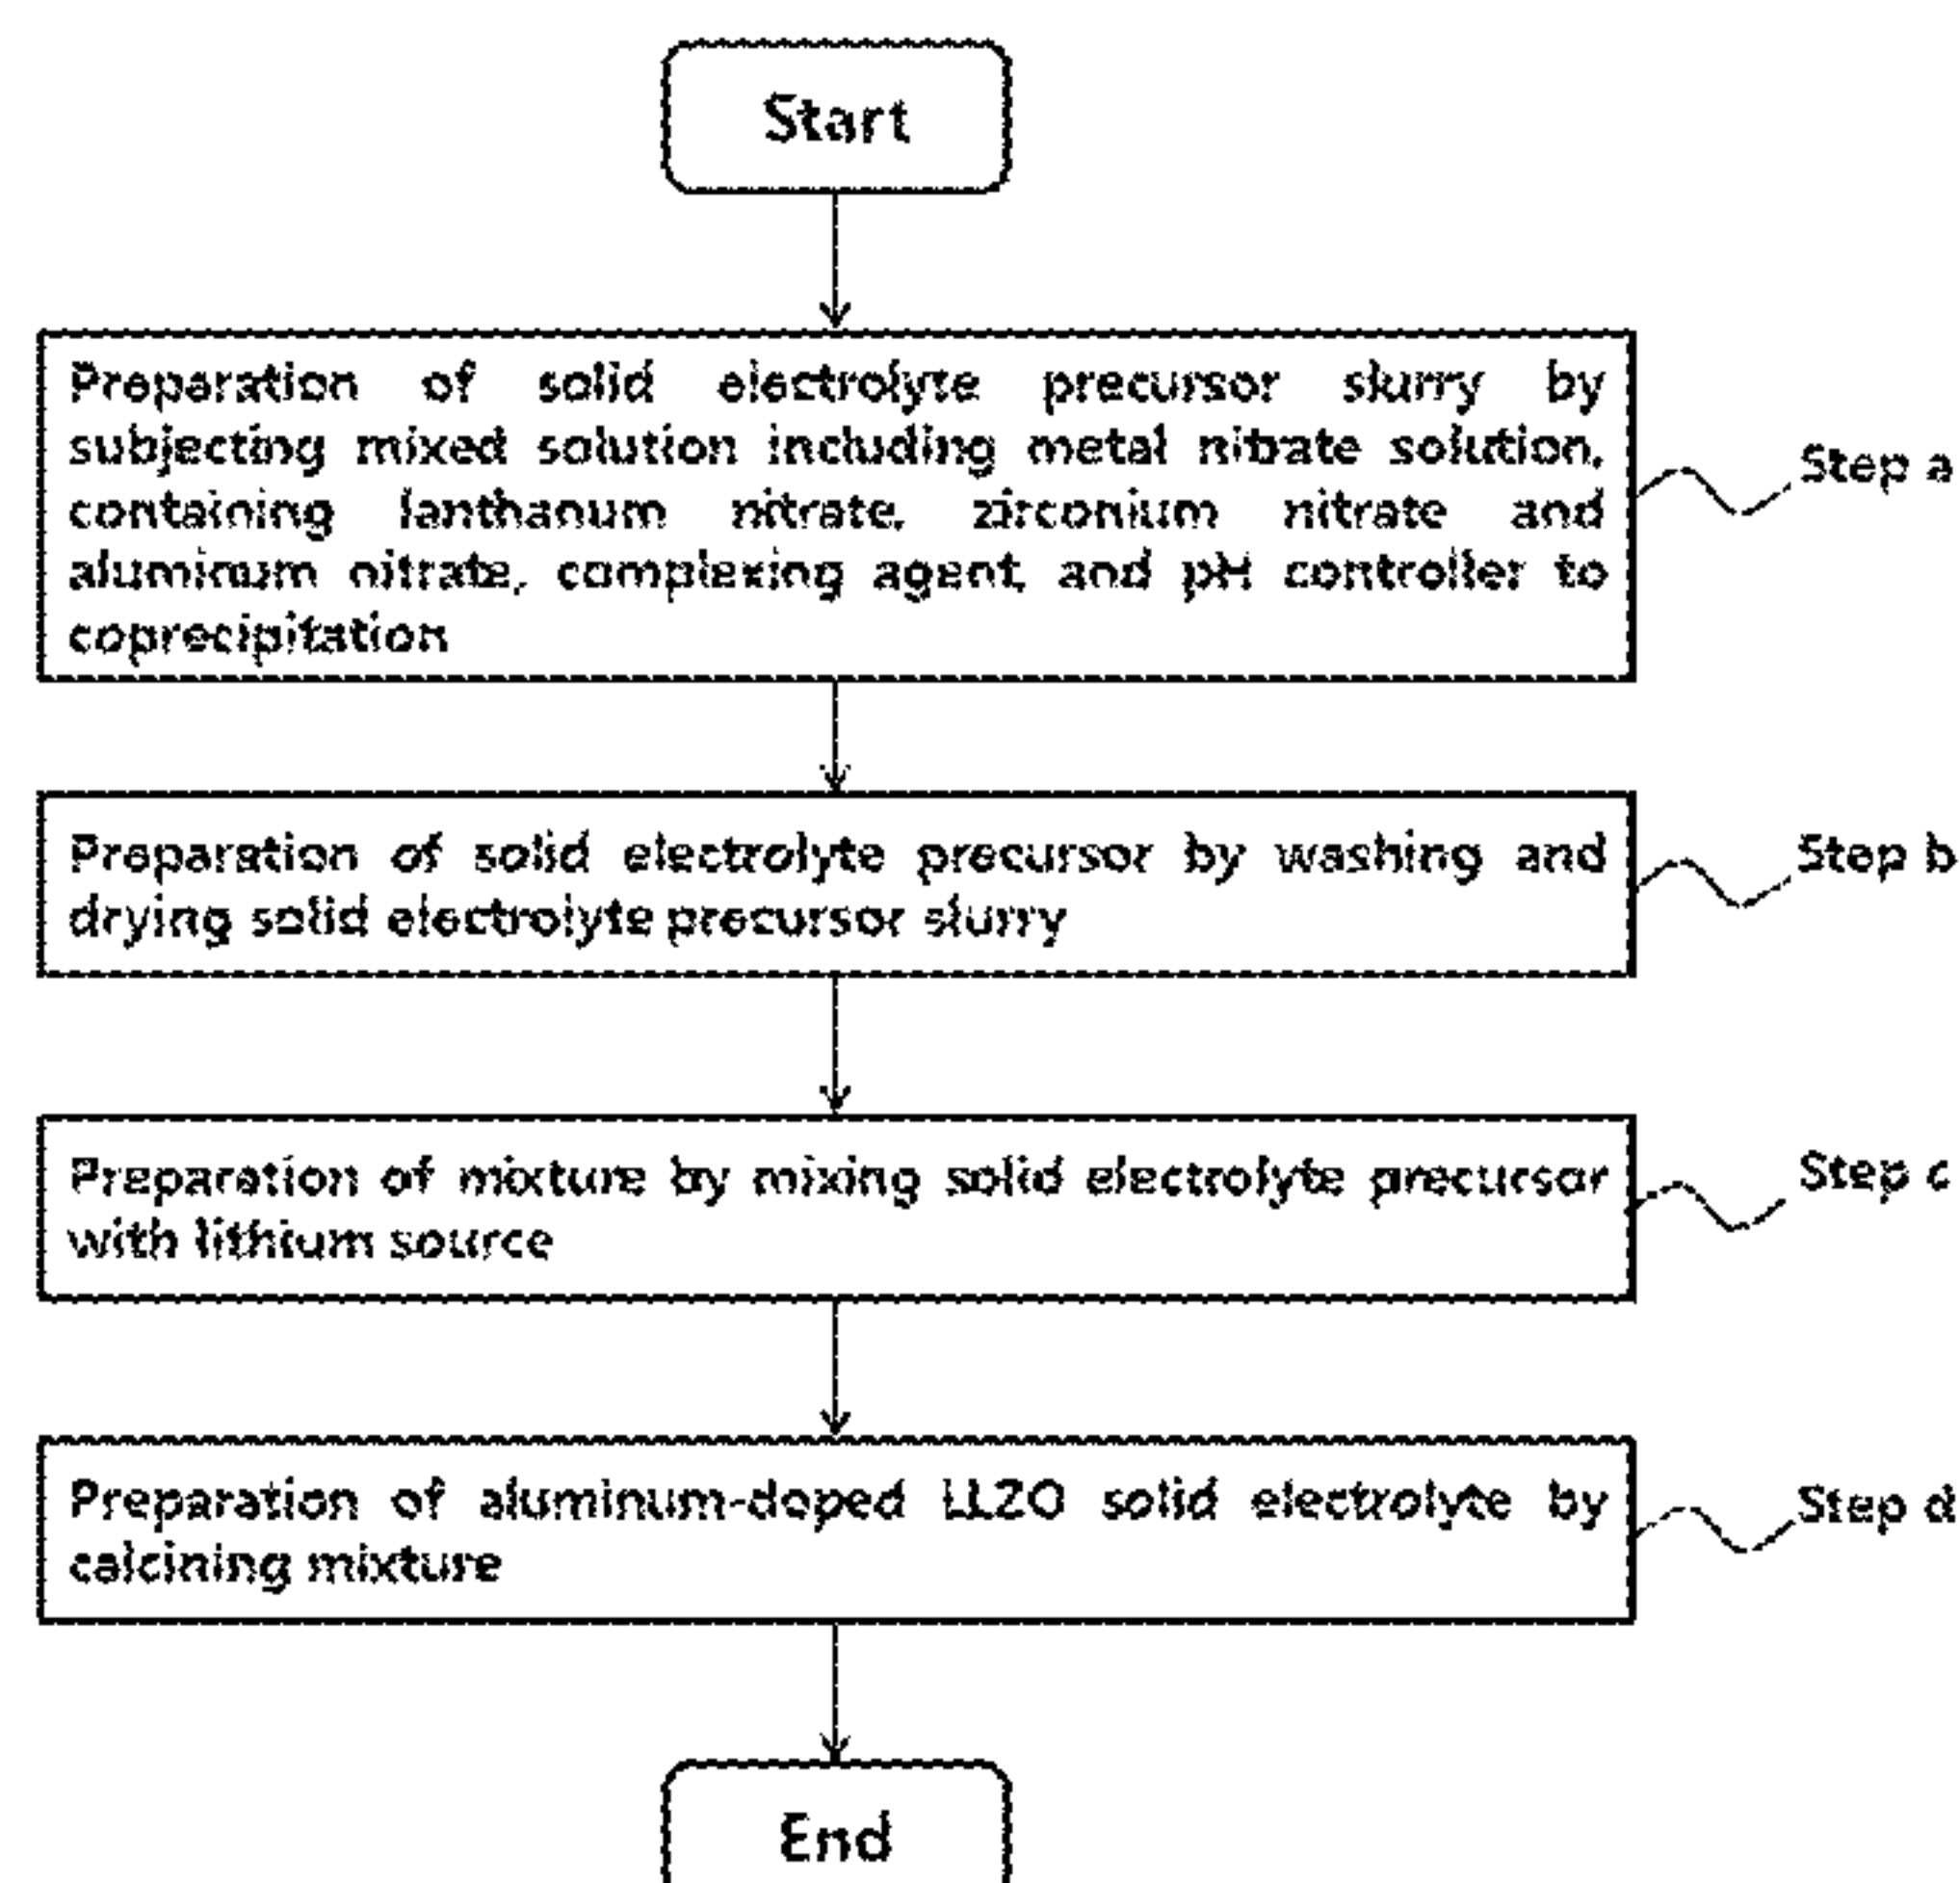 Start
Preparation of solid electrolyte precursor slurry by
subjecting mixed solution including metal nitrate solution,
containing lanthanum nitrate, zirconium nitrate and
aluminum nitrate, complexing agent, and pH controller to
coprecipitation
Step a
Preparation of solid electrolyte precursor by washing and
drying solid electrolyte precursor slurry
Step b
Preparation of mixture by mixing solid electrolyte precursor
with lithium source
Step c
Preparation of aluminum-doped LLZO solid electrolyte by
calcining mixture
Step d
End